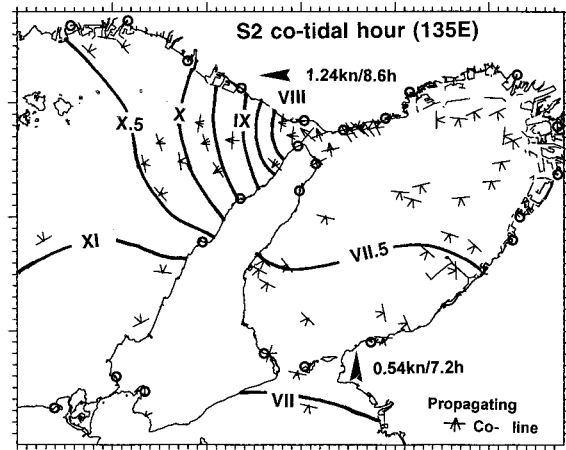 S2 co-tidal hour (135E)
1.24kn/8.6h
VIII
IX
X
X.5
XI
VII.5
0.54kn/7.2h
VII
Propagating
Co- line